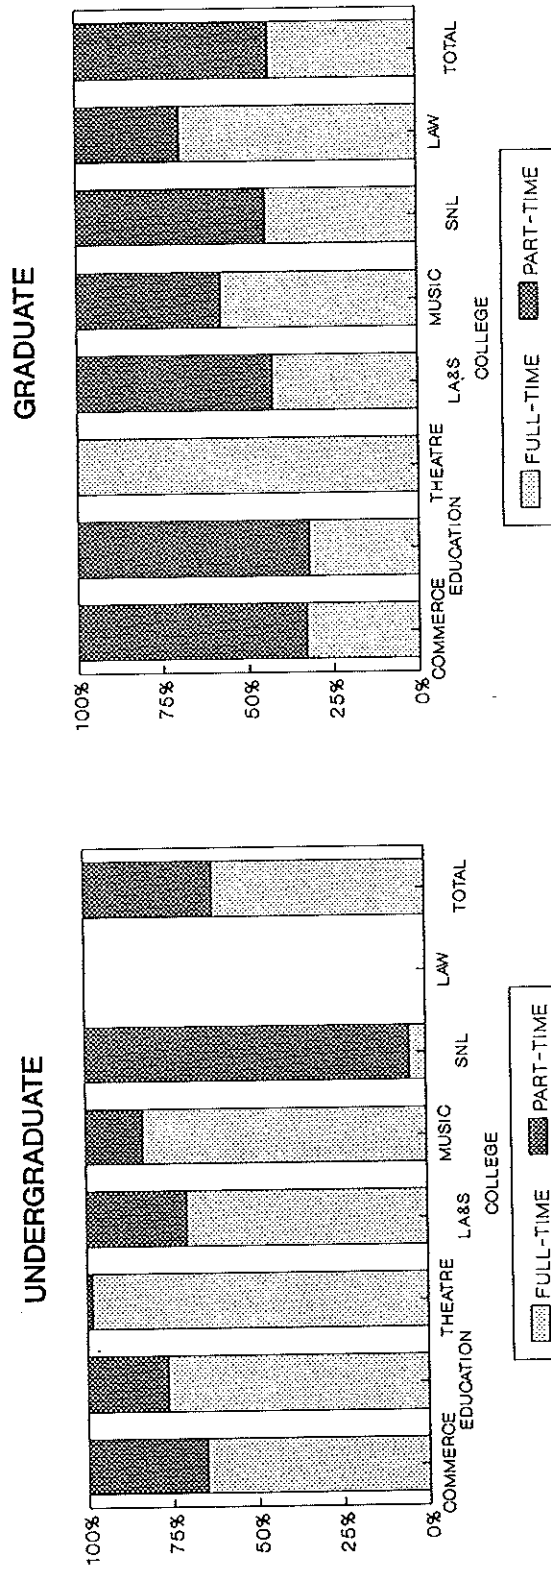 UNDERGRADUATE
100%
75%
50%
25%
0%
COMMERCE
EDUCATION
THEATRE
LA&S
MUSIC
SNL
LAW
TOTAL
COLLEGE
FULL-TIME PART-TIME
GRADUATE
100%
75%
50%
25%
0%
COMMERCE
EDUCATION
THEATRE
LA&S
MUSIC
SNL
LAW
TOTAL
COLLEGE
FULL-TIME PART-TIME